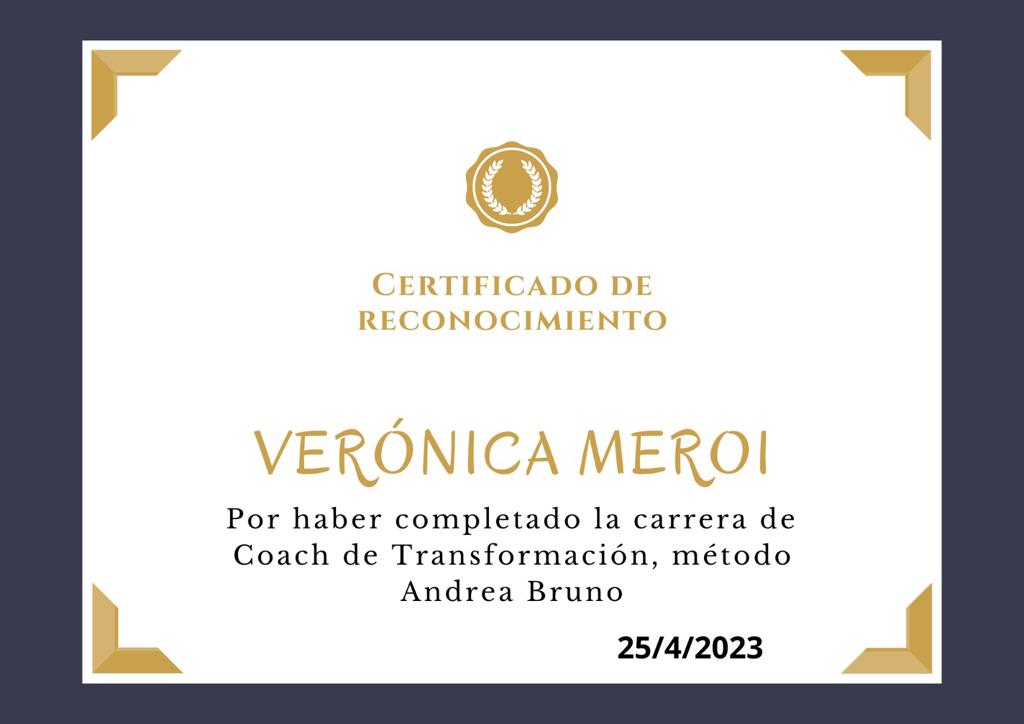 Certificado de
reconocimiento
VERÓNICA MEROI
Por haber completado la carrera de
Coach de Transformación, método
Andrea Bruno
25/4/2023